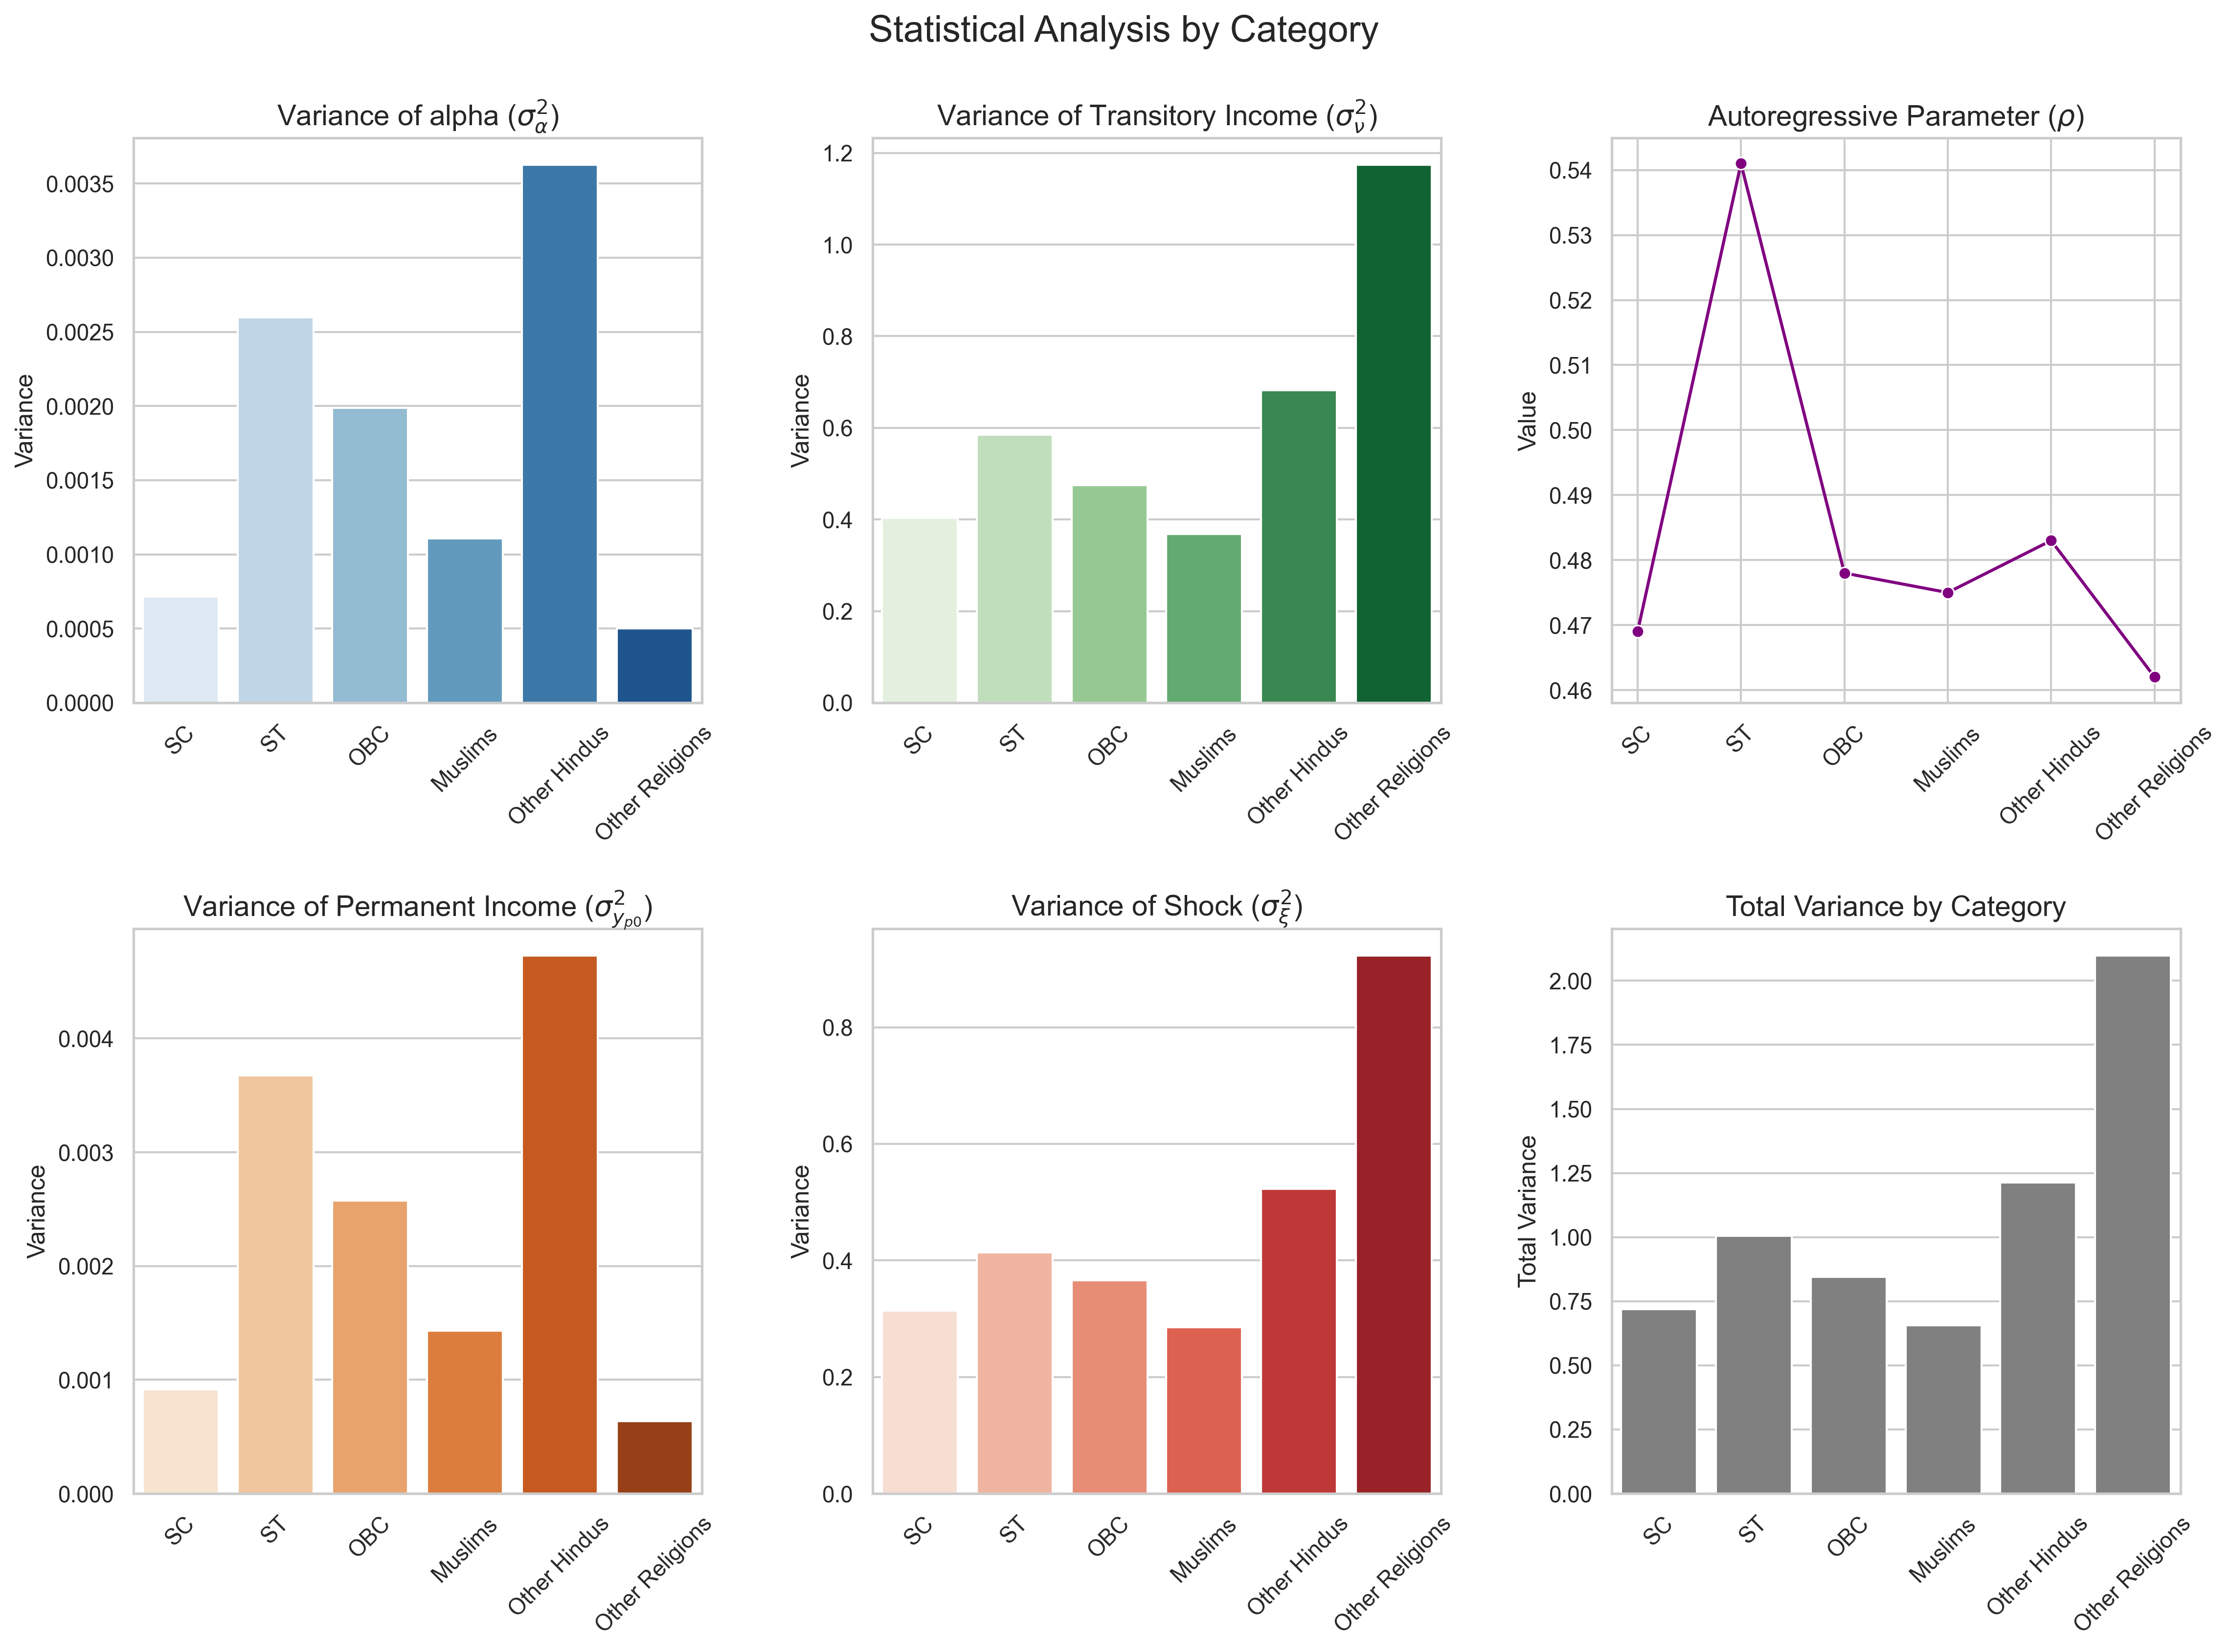 Statistical Analysis by Category
Variance of alpha (σ²_α)
Variance
0.0035
0.0030
0.0025
0.0020
0.0015
0.0010
0.0005
0.0000
SC
ST
OBC
Muslims
Other Hindus
Other Religions
Variance of Transitory Income (σ²_ν)
Variance
1.2
1.0
0.8
0.6
0.4
0.2
0.0
SC
ST
OBC
Muslims
Other Hindus
Other Religions
Autoregressive Parameter (ρ)
Value
0.54
0.53
0.52
0.51
0.50
0.49
0.48
0.47
0.46
SC
ST
OBC
Muslims
Other Hindus
Other Religions
Variance of Permanent Income (σ²_{y_{p0}})
Variance
0.004
0.003
0.002
0.001
0.000
SC
ST
OBC
Muslims
Other Hindus
Other Religions
Variance of Shock (σ²_ξ)
Variance
0.8
0.6
0.4
0.2
0.0
SC
ST
OBC
Muslims
Other Hindus
Other Religions
Total Variance by Category
Total Variance
2.00
1.75
1.50
1.25
1.00
0.75
0.50
0.25
0.00
SC
ST
OBC
Muslims
Other Hindus
Other Religions